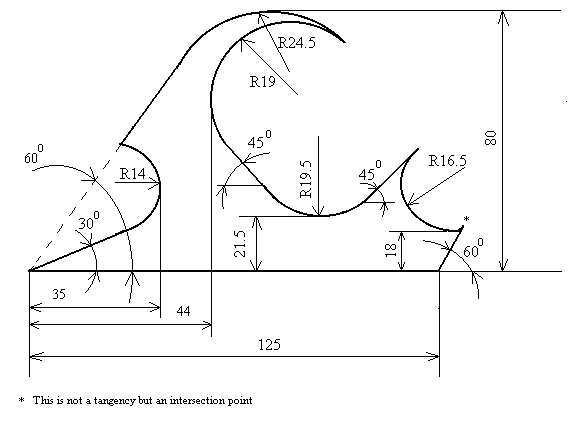 R24.5
R19
80
60⁰
45⁰
R14
R19.5
45⁰
R16.5
30⁰
*
21.5
18
60⁰
35
44
125
* This is not a tangency but an intersection point